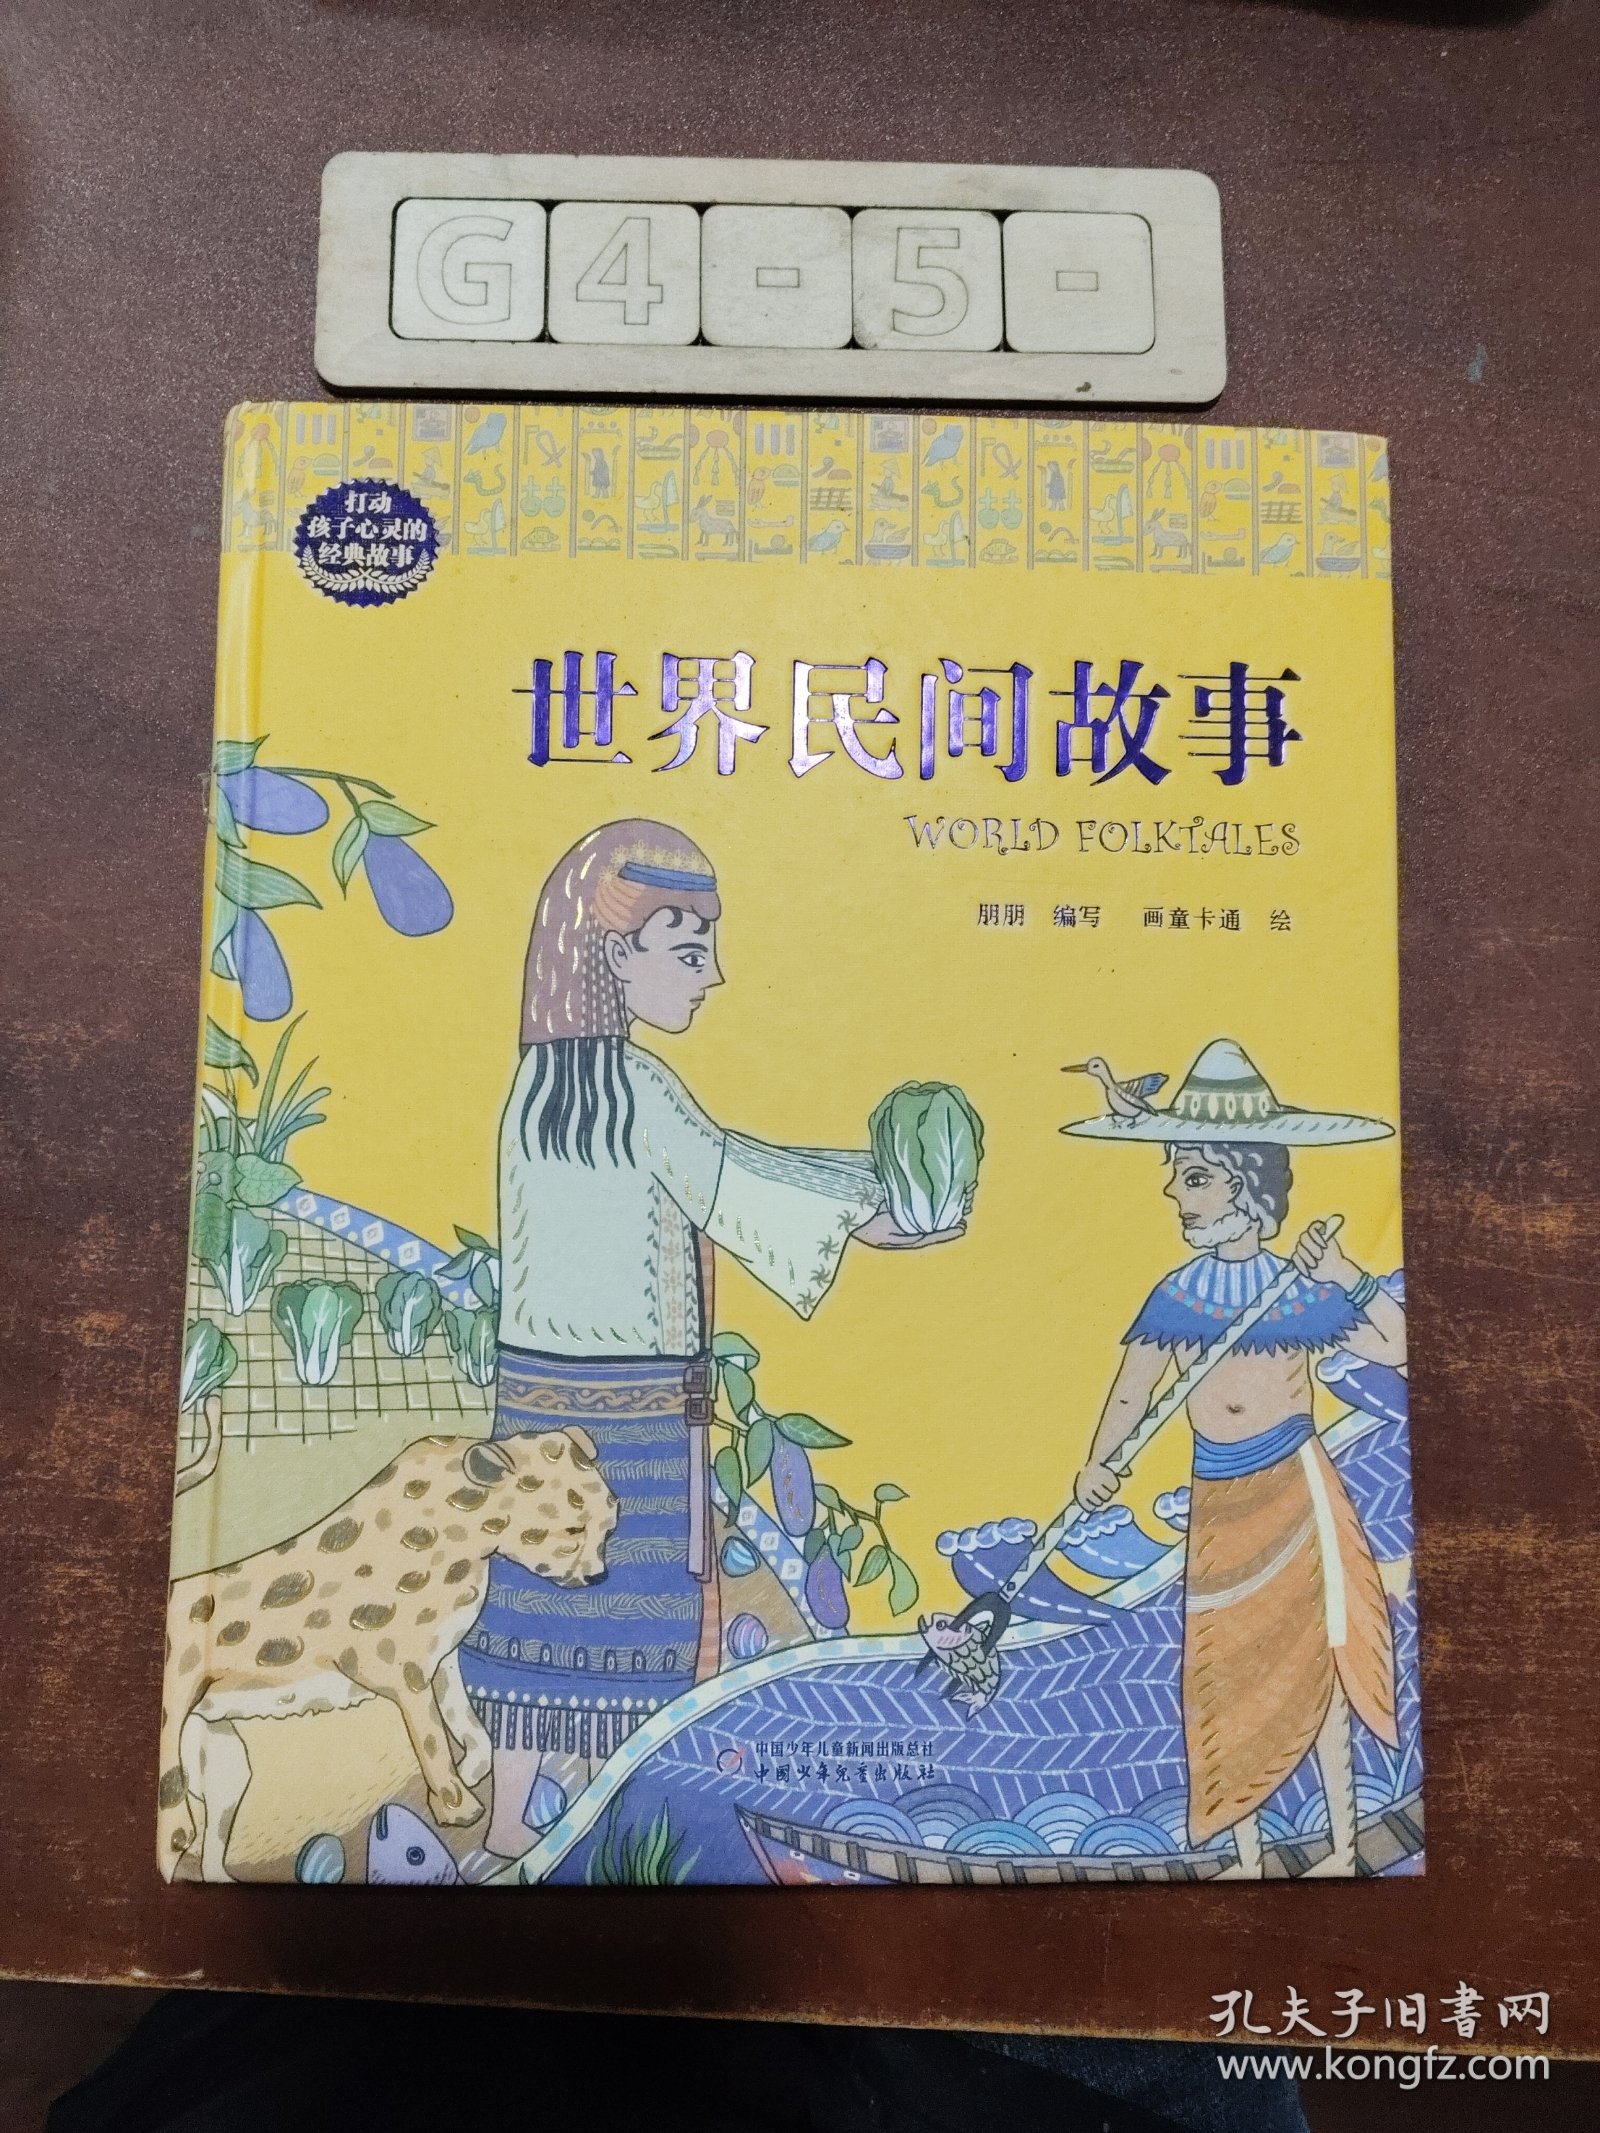 G4-5-
打动
孩子心灵的
经典故事
世界民间故事
WORLD FOLKTALES
朋朋 编写 画童卡通 绘
中国少年儿童新闻出版总社
中国少年儿童出版社
孔夫子旧书网
www.kongfz.com